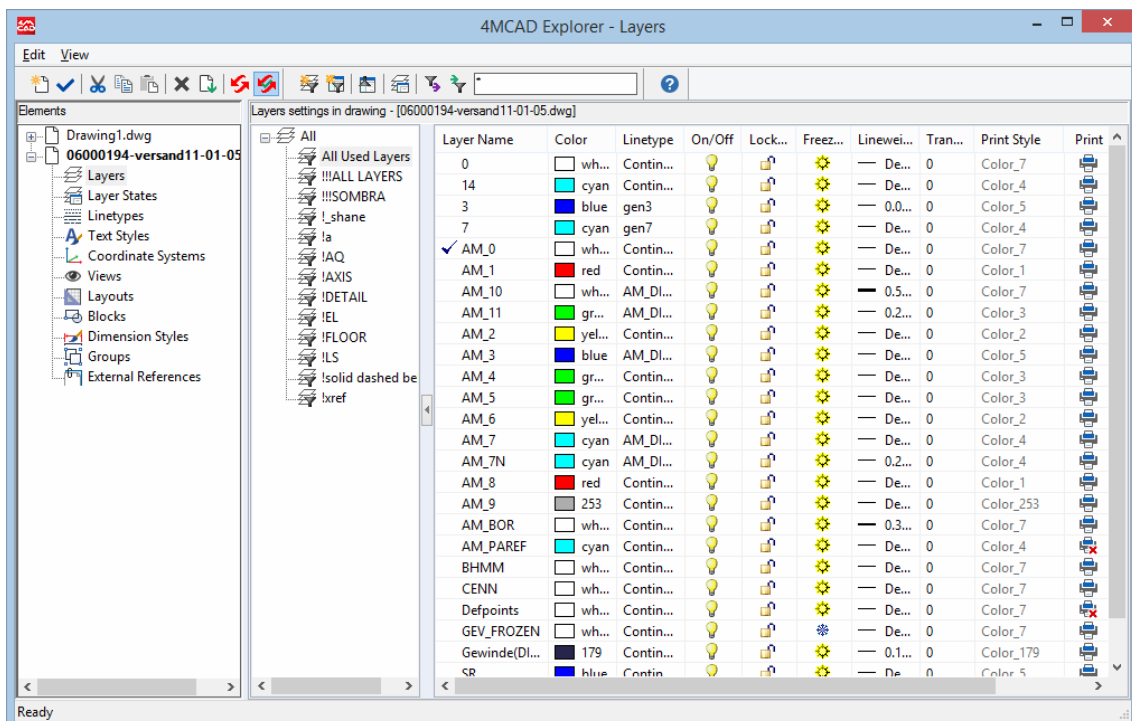 4MCAD Explorer - Layers
Edit View
*
Elements
Layers settings in drawing - [06000194-versand11-01-05.dwg]
Drawing1.dwg
06000194-versand11-01-05
Layers
Layer States
Linetypes
Text Styles
Coordinate Systems
Views
Layouts
Blocks
Dimension Styles
Groups
External References
All
All Used Layers
!!!ALL LAYERS
!!!SOMBRA
!_shane
!a
!AQ
!AXIS
!DETAIL
!EL
!FLOOR
!LS
!solid dashed be
!xref
Layer Name Color Linetype On/Off Lock... Freez... Linewei... Tran... Print Style Print
0 wh... Contin... De... 0 Color_7
14 cyan Contin... De... 0 Color_4
3 blue gen3 0.0... 0 Color_5
7 cyan gen7 De... 0 Color_4
AM_0 wh... Contin... De... 0 Color_7
AM_1 red Contin... De... 0 Color_1
AM_10 wh... AM_DI... 0.5... 0 Color_7
AM_11 gr... AM_DI... 0.2... 0 Color_3
AM_2 yel... Contin... De... 0 Color_2
AM_3 blue AM_DI... De... 0 Color_5
AM_4 gr... Contin... De... 0 Color_3
AM_5 gr... Contin... De... 0 Color_3
AM_6 yel... Contin... De... 0 Color_2
AM_7 cyan AM_DI... De... 0 Color_4
AM_7N cyan AM_DI... 0.2... 0 Color_4
AM_8 red Contin... De... 0 Color_1
AM_9 253 Contin... De... 0 Color_253
AM_BOR wh... Contin... 0.3... 0 Color_7
AM_PAREF cyan Contin... De... 0 Color_4
BHMM wh... Contin... De... 0 Color_7
CENN wh... Contin... De... 0 Color_7
Defpoints wh... Contin... De... 0 Color_7
GEV_FROZEN wh... Contin... De... 0 Color_7
Gewinde(DI... 179 Contin... 0.1... 0 Color_179
SR blue Contin... De... 0 Color_5
Ready